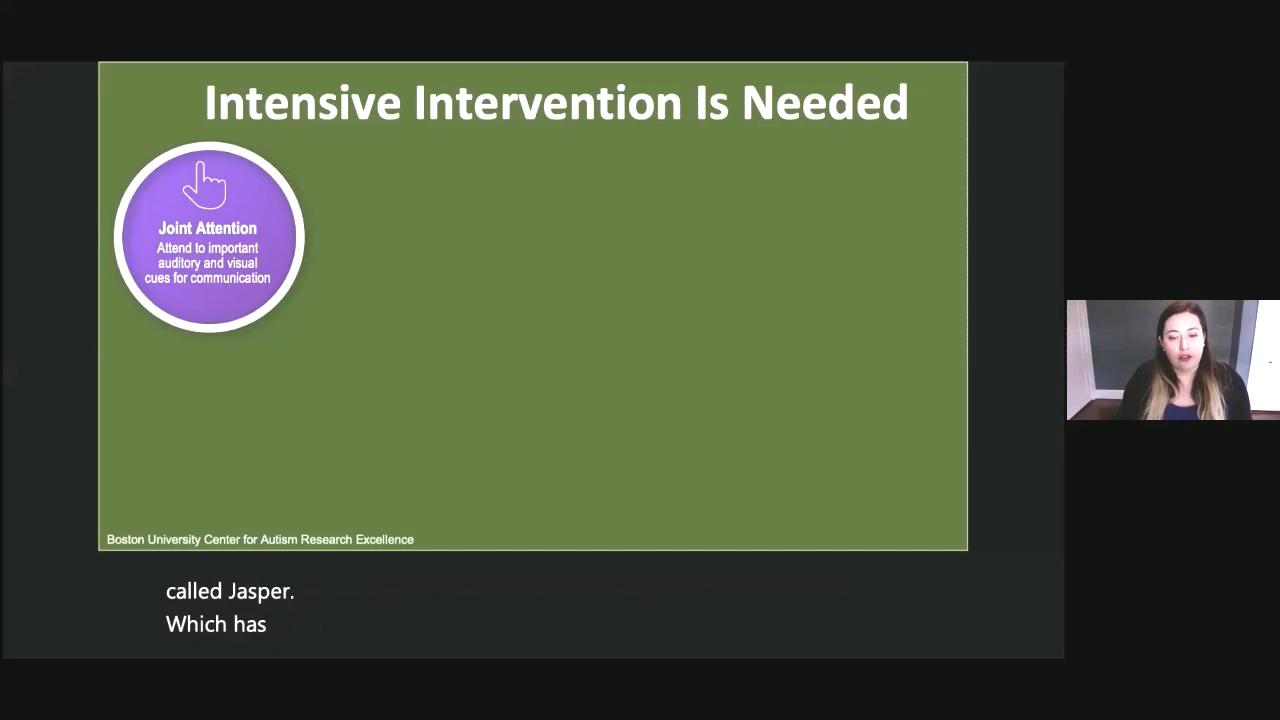 Intensive Intervention Is Needed
Joint Attention
Attend to important
auditory and visual
cues for communication
Boston University Center for Autism Research Excellence
called Jasper.
Which has